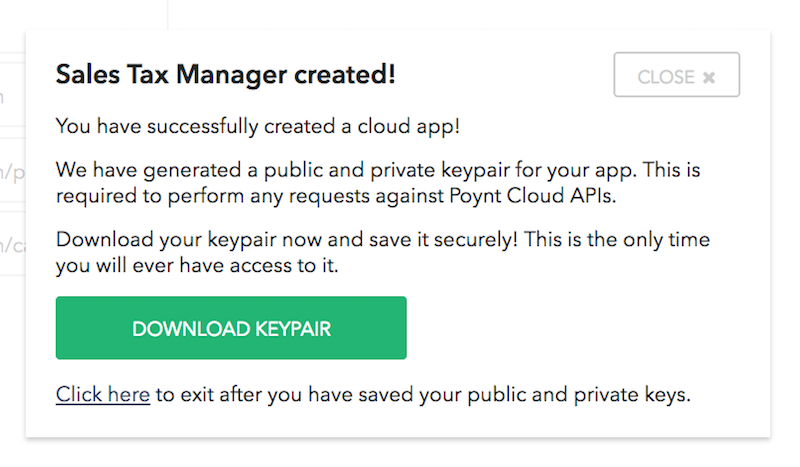 Sales Tax Manager created!
CLOSE ✖
You have successfully created a cloud app!
We have generated a public and private keypair for your app. This is
required to perform any requests against Poynt Cloud APIs.
Download your keypair now and save it securely! This is the only time
you will ever have access to it.
DOWNLOAD KEYPAIR
Click here to exit after you have saved your public and private keys.